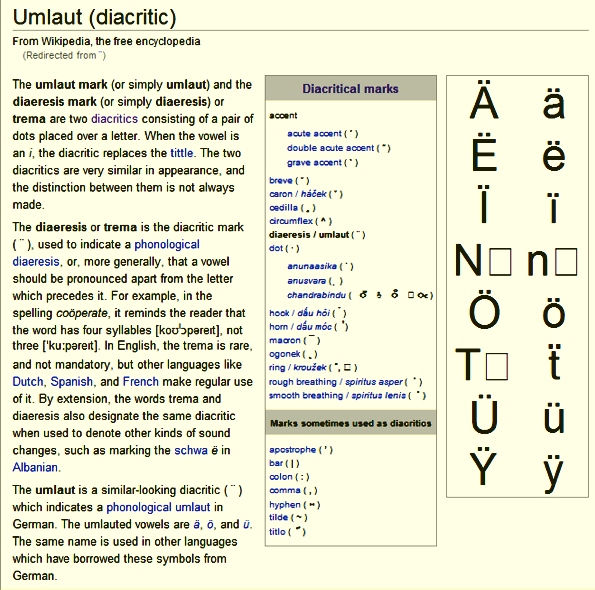 Umlaut (diacritic)
From Wikipedia, the free encyclopedia
(Redirected from ¨)
The umlaut mark (or simply umlaut) and the
diaeresis mark (or simply diaeresis) or
trema are two diacritics consisting of a pair of
dots placed over a letter. When the vowel is
an i, the diacritic replaces the tittle. The two
diacritics are very similar in appearance, and
the distinction between them is not always
made.
The diaeresis or trema is the diacritic mark
( ¨ ), used to indicate a phonological
diaeresis, or, more generally, that a vowel
should be pronounced apart from the letter
which precedes it. For example, in the
spelling coöperate, it reminds the reader that
the word has four syllables [koʊˈɔpəreɪt], not
three ['ku:pəreɪt]. In English, the trema is rare,
and not mandatory, but other languages like
Dutch, Spanish, and French make regular use
of it. By extension, the words trema and
diaeresis also designate the same diacritic
when used to denote other kinds of sound
changes, such as marking the schwa ë in
Albanian.
The umlaut is a similar-looking diacritic ( ¨ )
which indicates a phonological umlaut in
German. The umlauted vowels are ä, ö, and ü.
The same name is used in other languages
which have borrowed these symbols from
German.
Diacritical marks
accent
acute accent ( ´ )
double acute accent ( ˝ )
grave accent ( ` )
breve ( ˘ )
caron / háček ( ˇ )
cedilla ( ¸ )
circumflex ( ^ )
diaeresis / umlaut ( ¨ )
dot ( · )
anunaasika ( ˙ )
anusvara ( . )
chandrabindu (
hook / dấu hỏi ( ̉ )
horn / dấu móc ( ̛ )
macron ( ¯ )
ogonek ( ˛ )
ring / kroužek ( ˚, □ )
rough breathing / spiritus asper ( ῾ )
smooth breathing / spiritus lenis ( ᾿ )
Marks sometimes used as diacritics
apostrophe ( ’ )
bar ( | )
colon ( : )
comma ( , )
hyphen ( - )
tilde ( ~ )
titlo ( ҃ )
Ä ä
Ë ë
Ï ï
N□ n□
Ö ö
T□ ẗ
Ü ü
Ÿ ÿ